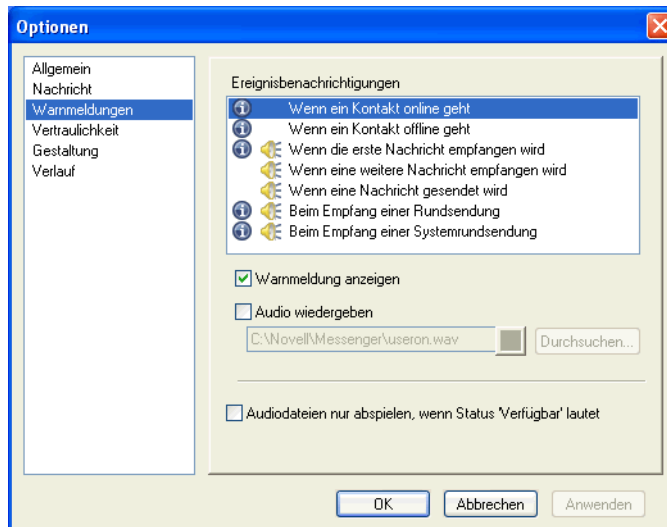 Optionen
Allgemein
Nachricht
Warnmeldungen
Vertraulichkeit
Gestaltung
Verlauf
Ereignisbenachrichtigungen
Wenn ein Kontakt online geht
Wenn ein Kontakt offline geht
Wenn die erste Nachricht empfangen wird
Wenn eine weitere Nachricht empfangen wird
Wenn eine Nachricht gesendet wird
Beim Empfang einer Rundsendung
Beim Empfang einer Systemrundsendung
Warnmeldung anzeigen
Audio wiedergeben
C:\Novell\Messenger\useron.wav
Durchsuchen...
Audiodateien nur abspielen, wenn Status 'Verfügbar' lautet
OK
Abbrechen
Anwenden